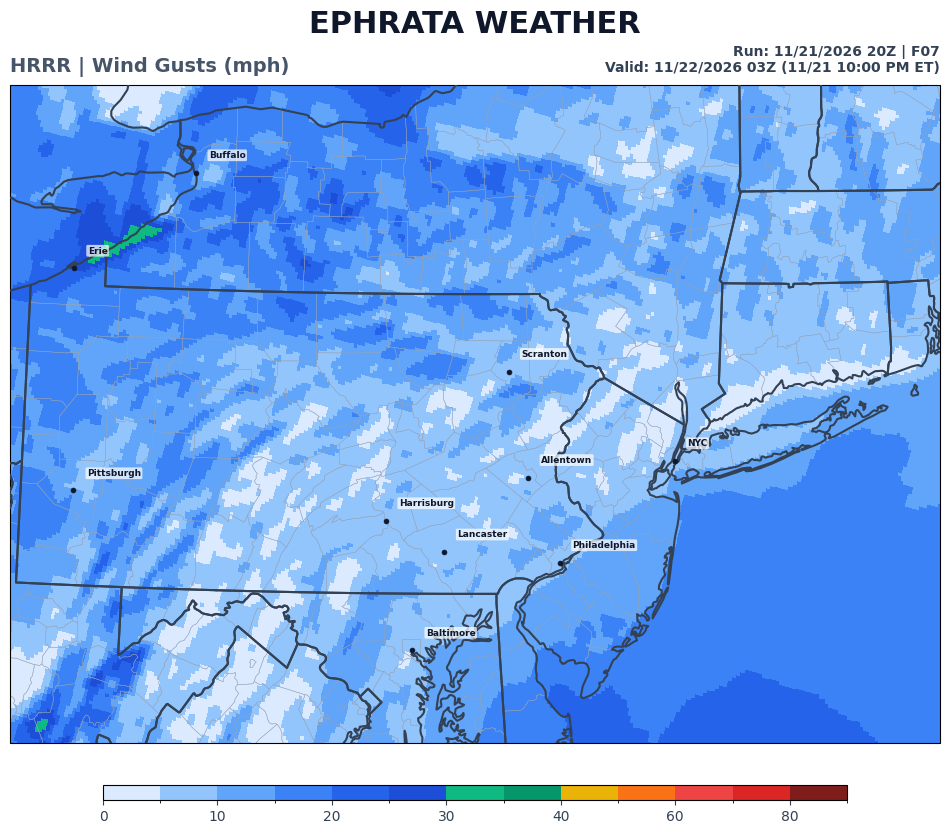 EPHRATA WEATHER
HRRR | Wind Gusts (mph)
Run: 11/21/2026 20Z | F07
Valid: 11/22/2026 03Z (11/21 10:00 PM ET)
Buffalo
Erie
Scranton
NYC
Allentown
Pittsburgh
Harrisburg
Lancaster
Philadelphia
Baltimore
0 10 20 30 40 50 60 70 80